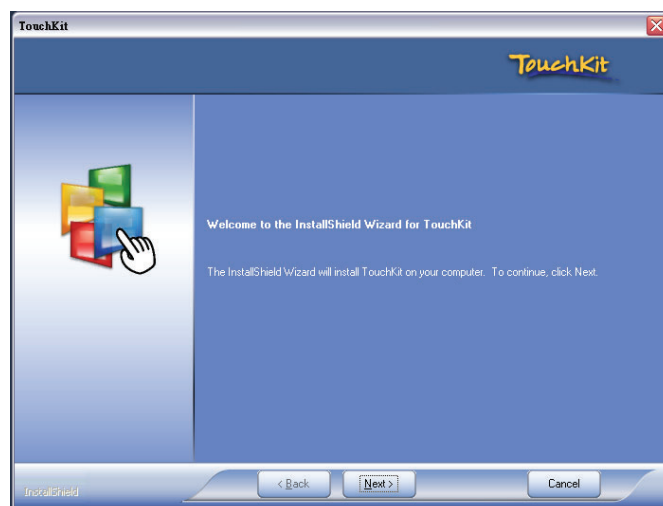 TouchKit
TouchKit
Welcome to the InstallShield Wizard for TouchKit
The InstallShield Wizard will install TouchKit on your computer. To continue, click Next.
InstallShield
< Back
Next >
Cancel